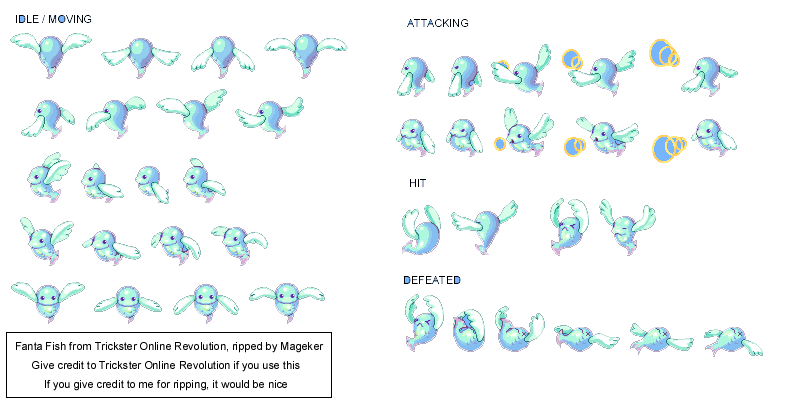 IDLE / MOVING
ATTACKING
HIT
DEFEATED
Fanta Fish from Trickster Online Revolution, ripped by Mageker
Give credit to Trickster Online Revolution if you use this
If you give credit to me for ripping, it would be nice